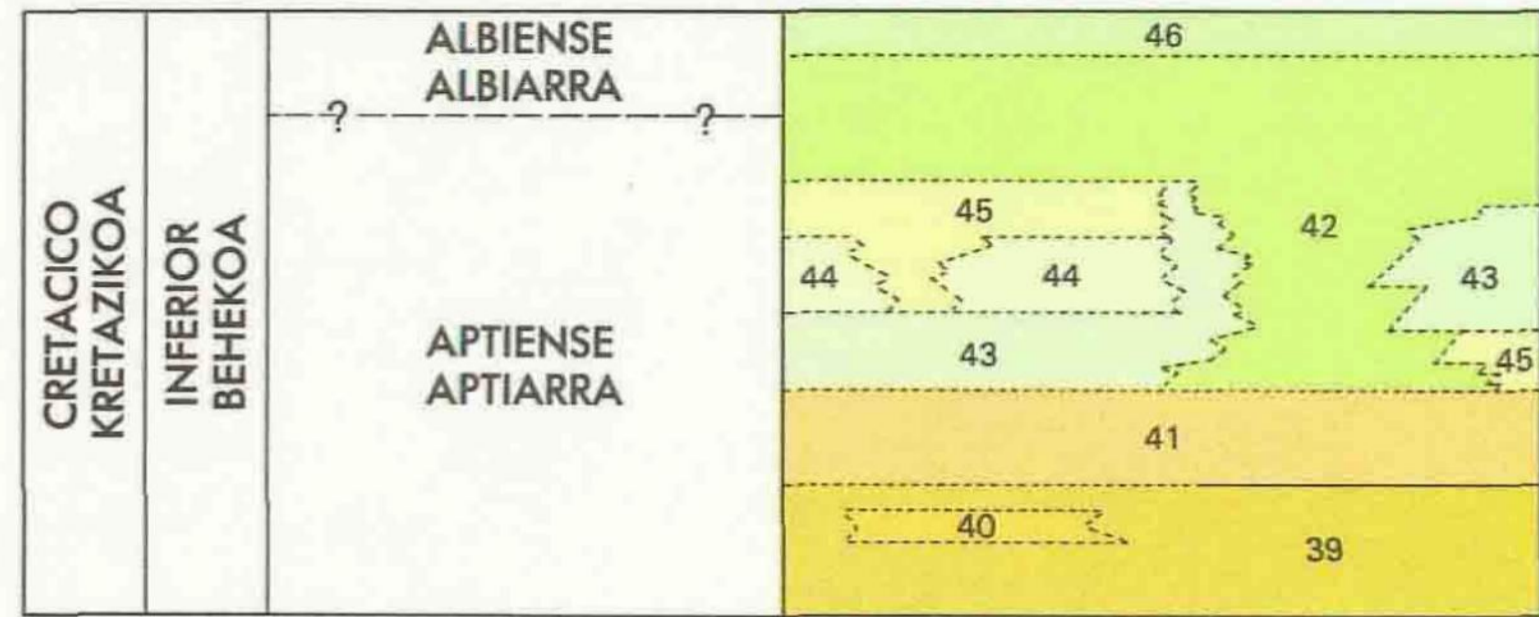 CRETACICO
KRETAZIKOA
INFERIOR
BEHEKOA
ALBIENSE
ALBIARRA
? ?
APTIENSE
APTIARRA
46
45
42
44
44
43
43
45
41
40
39